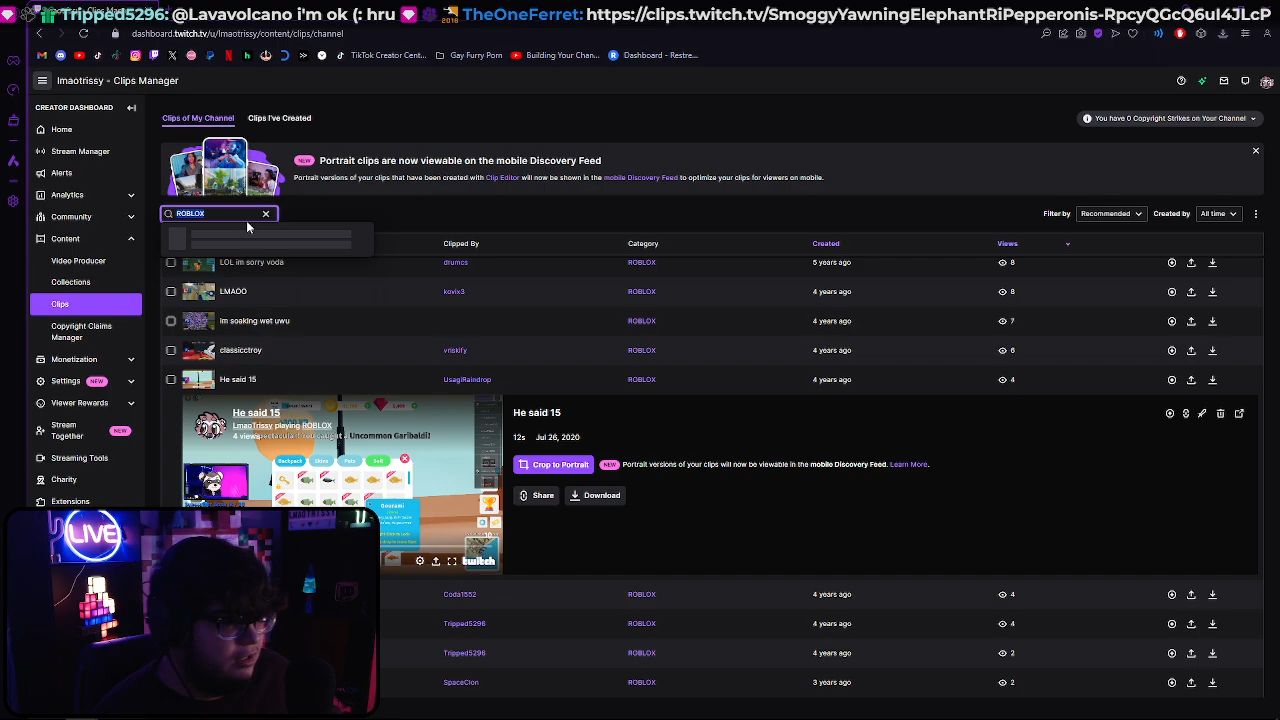 Tripped5296: @Lavavolcano i'm ok (: hru 2018 TheOneFerret: https://clips.twitch.tv/SmoggyYawningElephantRiPepperonis-RpcyzGcQ6uI4JLcP
dashboard.twitch.tv/u/lmaotrissy/content/clips/channel
TikTok Creator Cent... Gay Furry Porn Building Your Chan... Dashboard - Restre...
lmaotrissy - Clips Manager
CREATOR DASHBOARD
Home
Stream Manager
Alerts
Analytics
Community
Content
Video Producer
Collections
Clips
Copyright Claims
Manager
Monetization
Settings NEW
Viewer Rewards
Stream
Together NEW
Streaming Tools
Charity
Extensions
Clips of My Channel Clips I've Created
You have 0 Copyright Strikes on Your Channel
NEW Portrait clips are now viewable on the mobile Discovery Feed
Portrait versions of your clips that have been created with Clip Editor will now be shown in the mobile Discovery Feed to optimize your clips for viewers on mobile.
ROBLOX
Filter by Recommended Created by All time
Clipped By Category Created Views
LOL im sorry voda drumcs ROBLOX 5 years ago 8
LMAOO kovix3 ROBLOX 4 years ago 8
Im soaking wet uwu ROBLOX 4 years ago 7
classicctroy vriskify ROBLOX 4 years ago 6
He said 15 UsagiRaindrop ROBLOX 4 years ago 4
He said 15
LmaoTrissy playing ROBLOX
4 views
Uncommon Garibaldi!
Backpack Skins Pets Sell
Gourami
twitch
He said 15
12s Jul 26, 2020
Crop to Portrait NEW Portrait versions of your clips will now be viewable in the mobile Discovery Feed. Learn More.
Share Download
Coda1552 ROBLOX 4 years ago 4
Tripped5296 ROBLOX 4 years ago 4
Tripped5296 ROBLOX 4 years ago 2
SpaceCion ROBLOX 3 years ago 2
LIVE